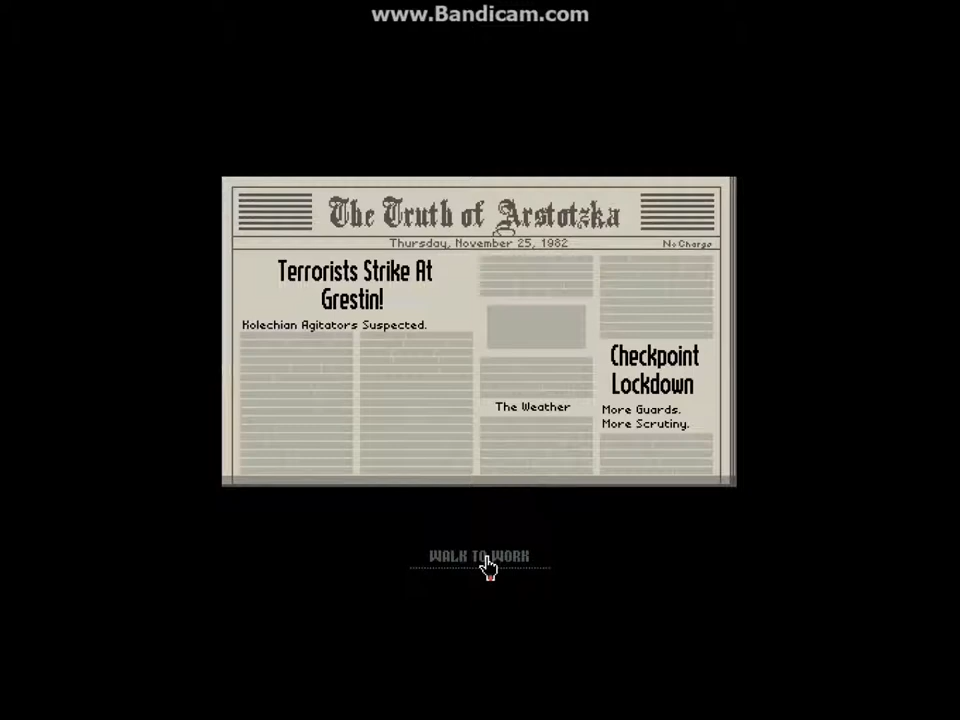 www.Bandicam.com
The Truth of Arstotzka
Thursday, November 25, 1982
No Charge
Terrorists Strike At
Grestin!
Kolechian Agitators Suspected.
The Weather
Checkpoint
Lockdown
More Guards.
More Scrutiny.
WALK TO WORK